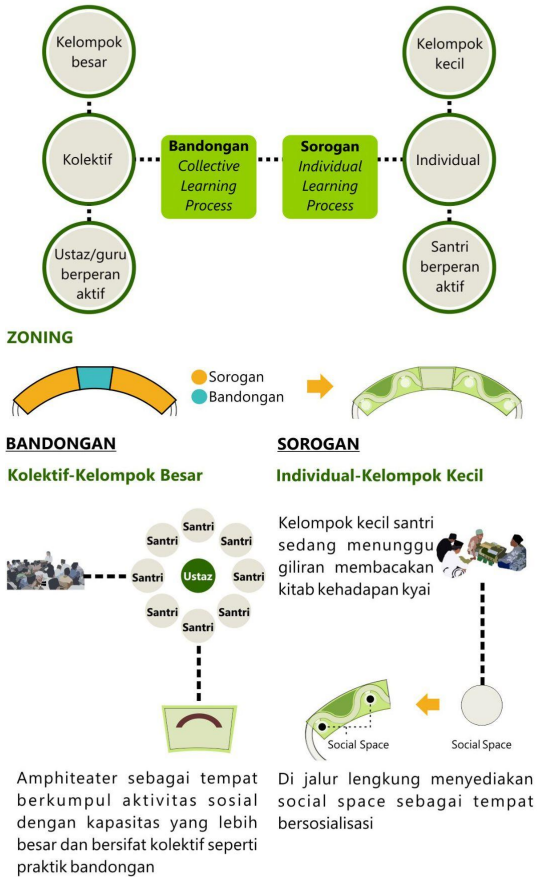 Kelompok
besar
Kolektif
Ustaz/guru
berperan
aktif
Bandongan
Collective
Learning
Process
Sorogan
Individual
Learning
Process
Kelompok
kecil
Individual
Santri
berperan
aktif
ZONING
Sorogan
Bandongan
BANDONGAN
Kolektif-Kelompok Besar
Santri
Santri
Santri
Santri
Ustaz
Santri
Santri
Santri
Santri
Amphiteater sebagai tempat
berkumpul aktivitas sosial
dengan kapasitas yang lebih
besar dan bersifat kolektif seperti
praktik bandongan
SOROGAN
Individual-Kelompok Kecil
Kelompok kecil santri
sedang menunggu
giliran membacakan
kitab kehadapan kyai
Social Space
Social Space
Di jalur lengkung menyediakan
social space sebagai tempat
bersosialisasi